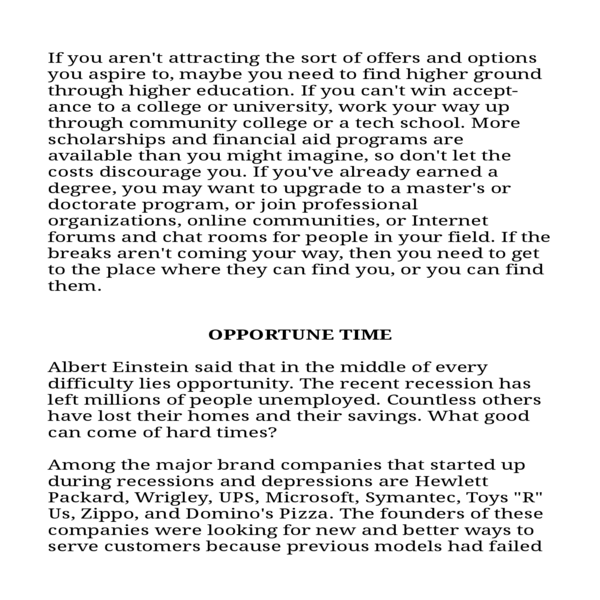 If you aren't attracting the sort of offers and options
you aspire to, maybe you need to find higher ground
through higher education. If you can't win accept-
ance to a college or university, work your way up
through community college or a tech school. More
scholarships and financial aid programs are
available than you might imagine, so don't let the
costs discourage you. If you've already earned a
degree, you may want to upgrade to a master's or
doctorate program, or join professional
organizations, online communities, or Internet
forums and chat rooms for people in your field. If the
breaks aren't coming your way, then you need to get
to the place where they can find you, or you can find
them.
OPPORTUNE TIME
Albert Einstein said that in the middle of every
difficulty lies opportunity. The recent recession has
left millions of people unemployed. Countless others
have lost their homes and their savings. What good
can come of hard times?
Among the major brand companies that started up
during recessions and depressions are Hewlett
Packard, Wrigley, UPS, Microsoft, Symantec, Toys "R"
Us, Zippo, and Domino's Pizza. The founders of these
companies were looking for new and better ways to
serve customers because previous models had failed